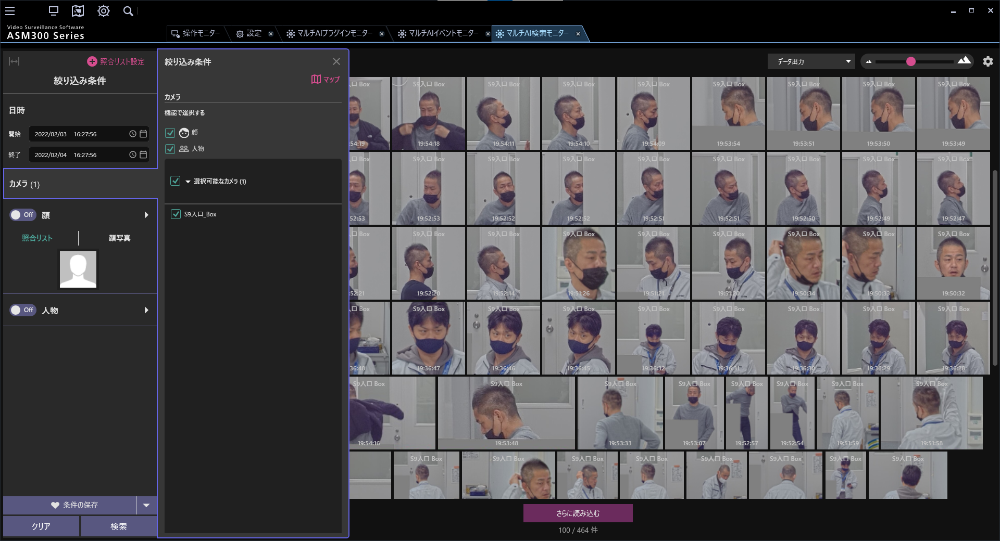 Video Surveillance Software
ASM300 Series
操作モニター
設定
マルチAIプラグインモニター
マルチAIイベントモニター
マルチAI検索モニター
照合リスト設定
絞り込み条件
日時
開始 2022/02/03 16:27:56
終了 2022/02/04 16:27:56
カメラ (1)
Off 顔
照合リスト 顔写真
Off 人物
条件の保存
クリア 検索
絞り込み条件
マップ
カメラ
機能で選択する
顔
人物
選択可能なカメラ (1)
S9入口_Box
データ出力
入口 Box S9入口 Box S9入口 Box S9入口 Box S9入口 Box S9入口 Box S9入口 Box S9入口 Box S9入口 Box
:54:19 19:54:18 19:54:11 19:54:10 19:54:09 19:53:54 19:53:51 19:53:50 19:53:49
入口 Box S9入口 Box S9入口 Box S9入口 Box S9入口 Box S9入口 Box S9入口 Box S9入口 Box S9入口 Box
:52:53 19:52:53 19:52:52 19:52:52 19:52:51 19:52:51 19:52:50 19:52:49 19:52:47
入口 Box S9入口 Box S9入口 Box S9入口 Box S9入口 Box S9入口 Box S9入口 Box S9入口 Box S9入口 Box
52:21 19:52:20 19:52:14 19:51:26 19:51:21 19:51:20 19:50:34 19:50:33 19:50:32
入口 Box S9入口 Box S9入口 Box S9入口 Box S9入口 Box S9入口 Box S9入口 Box S9入口 Box S9入口 Box
36:48 19:36:47 19:36:46 19:36:45 19:36:32 19:36:31 19:36:30 19:36:29 19:36:28
S9入口 Box S9入口 Box S9入口 Box S9入口 Box S9入口 Box S9入口 Box S9入口 Box S9入口 Box
19:54:16 19:53:48 19:53:33 19:53:07 19:52:57 19:52:54 19:51:59 19:51:58
S9入口 Box S9入口 Box S9入口 Box S9入口 Box S9入口 Box S9入口 Box S9入口 Box S9入口 Box
さらに読み込む
100 / 464 件